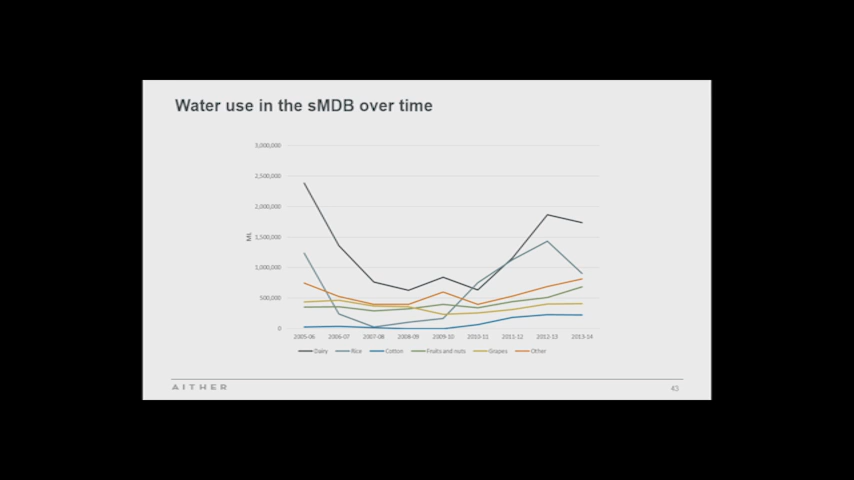 Water use in the sMDB over time
3,000,000
2,500,000
2,000,000
ML
1,500,000
1,000,000
500,000
0
2005-06 2006-07 2007-08 2008-09 2009-10 2010-11 2011-12 2012-13 2013-14
Dairy Rice Cotton Fruits and nuts Grapes Other
AITHER 43